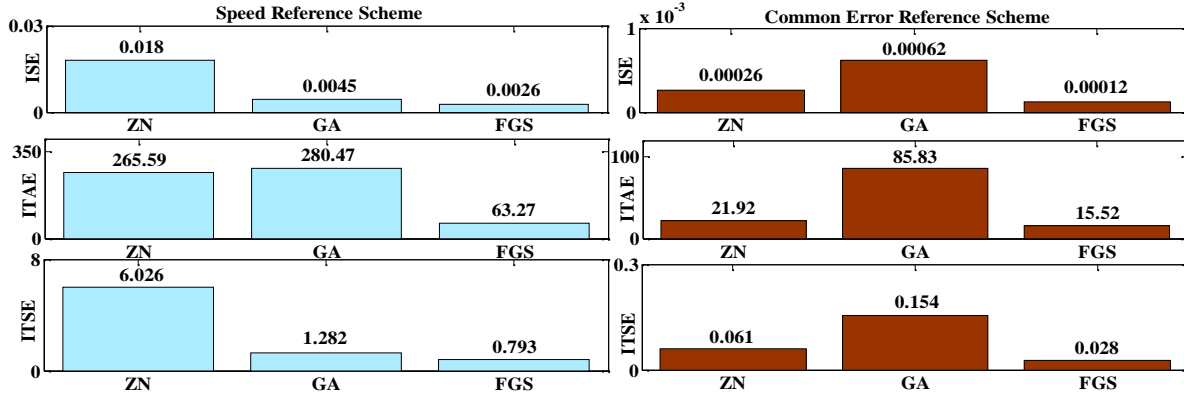 Speed Reference Scheme
0.03
ISE
0
0.018
0.0045
0.0026
ZN GA FGS
350
ITAE
0
265.59
280.47
63.27
ZN GA FGS
8
ITSE
0
6.026
1.282
0.793
ZN GA FGS
Common Error Reference Scheme
x 10^-3
1
ISE
0
0.00026
0.00062
0.00012
ZN GA FGS
100
ITAE
0
21.92
85.83
15.52
ZN GA FGS
0.3
ITSE
0
0.061
0.154
0.028
ZN GA FGS